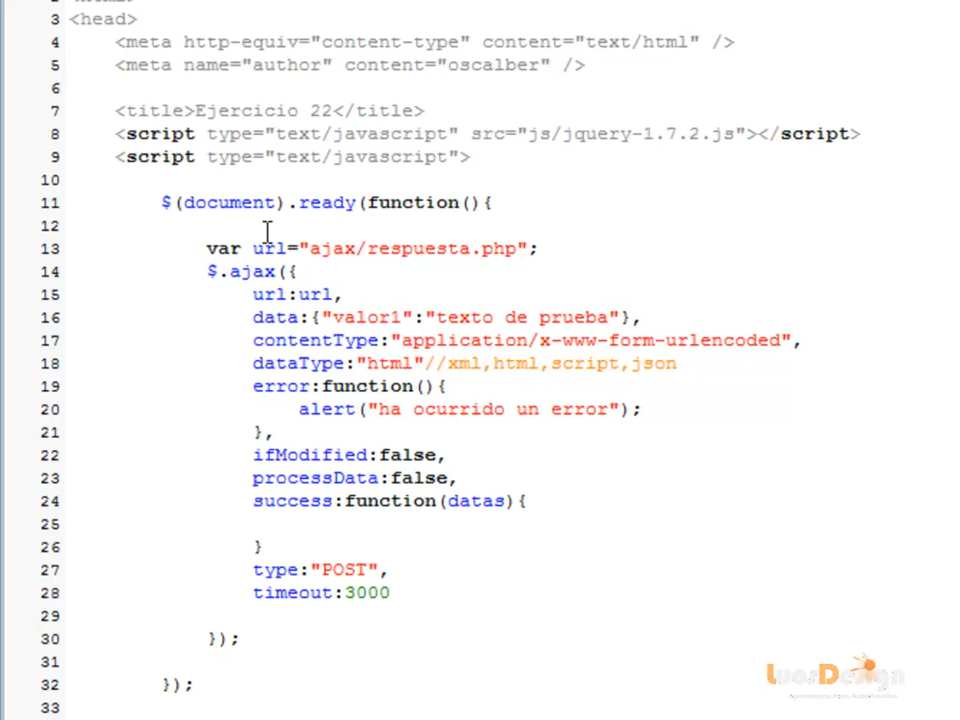 3 <head>
4 <meta http-equiv="content-type" content="text/html" />
5 <meta name="author" content="oscalber" />
6
7 <title>Ejercicio 22</title>
8 <script type="text/javascript" src="js/jquery-1.7.2.js"></script>
9 <script type="text/javascript">
10
11 $(document).ready(function(){
12
13 var url="ajax/respuesta.php";
14 $.ajax({
15 url:url,
16 data:{"valor1":"texto de prueba"},
17 contentType:"application/x-www-form-urlencoded",
18 dataType:"html"//xml,html,script,json
19 error:function(){
20 alert("ha ocurrido un error");
21 },
22 ifModified:false,
23 processData:false,
24 success:function(datas){
25
26 }
27 type:"POST",
28 timeout:3000
29
30 });
31
32 });
33
LuosDesign